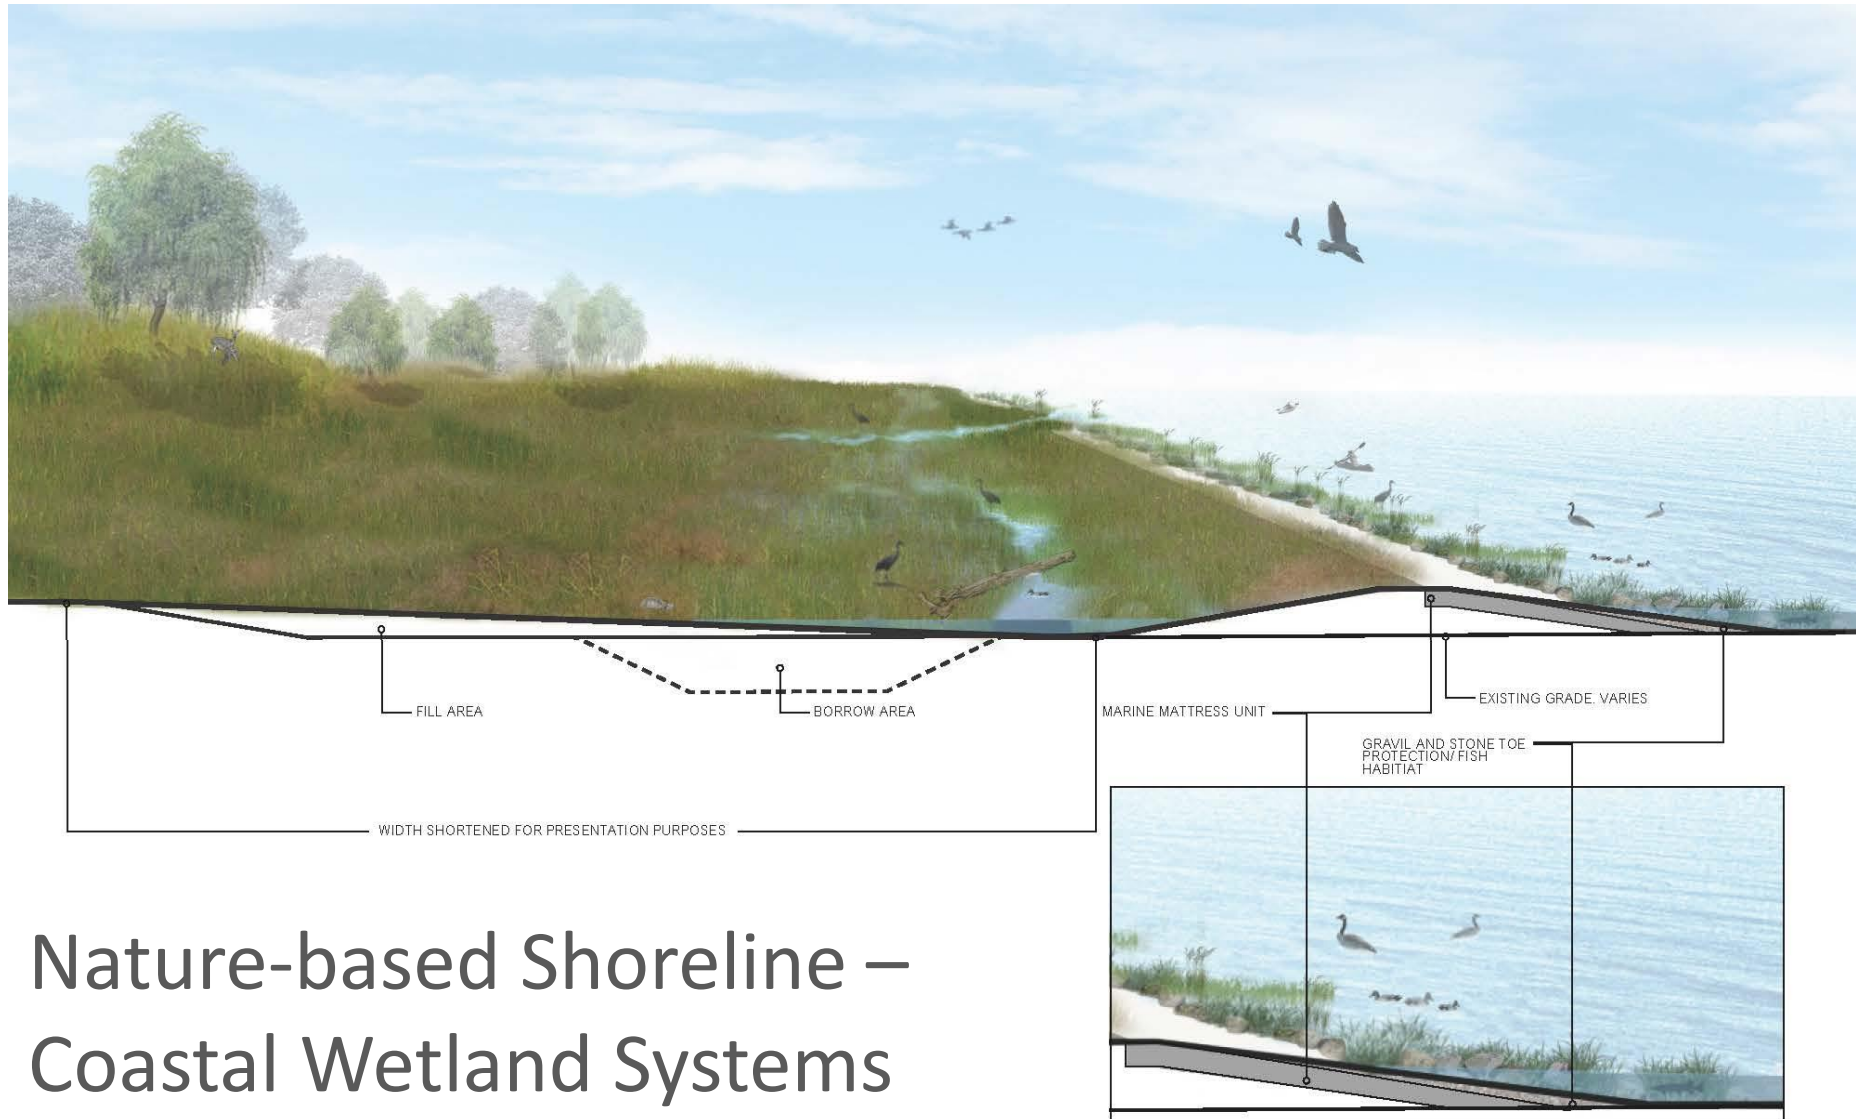 FILL AREA
BORROW AREA
MARINE MATTRESS UNIT
EXISTING GRADE. VARIES
GRAVIL AND STONE TOE
PROTECTION/ FISH
HABITIAT
WIDTH SHORTENED FOR PRESENTATION PURPOSES
Nature-based Shoreline –
Coastal Wetland Systems